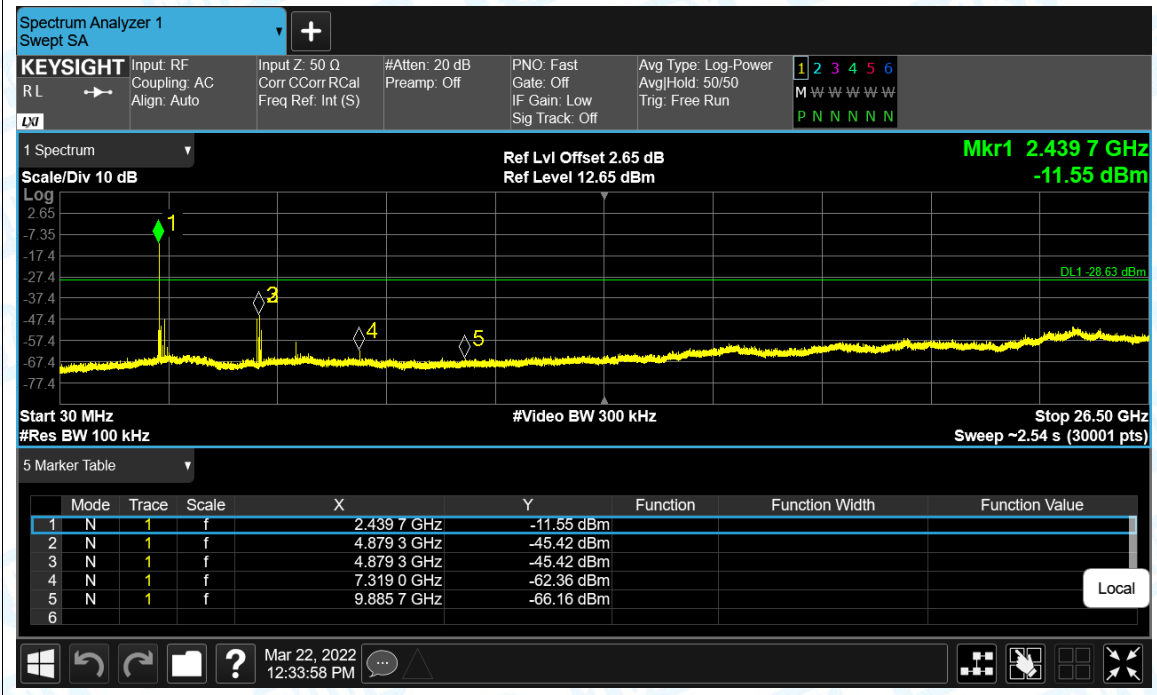 Spectrum Analyzer 1
Swept SA
+
KEYSIGHT Input: RF Input Z: 50 Ω #Atten: 20 dB PNO: Fast Avg Type: Log-Power 1 2 3 4 5 6
R L Coupling: AC Corr CCorr RCal Preamp: Off Gate: Off Avg|Hold: 50/50 M W W W W W
Align: Auto Freq Ref: Int (S) IF Gain: Low Trig: Free Run
LXI Sig Track: Off P N N N N N
1 Spectrum Ref Lvl Offset 2.65 dB Mkr1 2.439 7 GHz
Scale/Div 10 dB Ref Level 12.65 dBm -11.55 dBm
Log
2.65
1
-7.35
-17.4
-27.4 DL1 -28.63 dBm
-37.4 2 3
-47.4
-57.4 4 5
-67.4
-77.4
Start 30 MHz #Video BW 300 kHz Stop 26.50 GHz
#Res BW 100 kHz Sweep ~2.54 s (30001 pts)
5 Marker Table
Mode Trace Scale X Y Function Function Width Function Value
1 N 1 f 2.439 7 GHz -11.55 dBm
2 N 1 f 4.879 3 GHz -45.42 dBm
3 N 1 f 4.879 3 GHz -45.42 dBm
4 N 1 f 7.319 0 GHz -62.36 dBm
5 N 1 f 9.885 7 GHz -66.16 dBm
6
Local
? Mar 22, 2022
12:33:58 PM